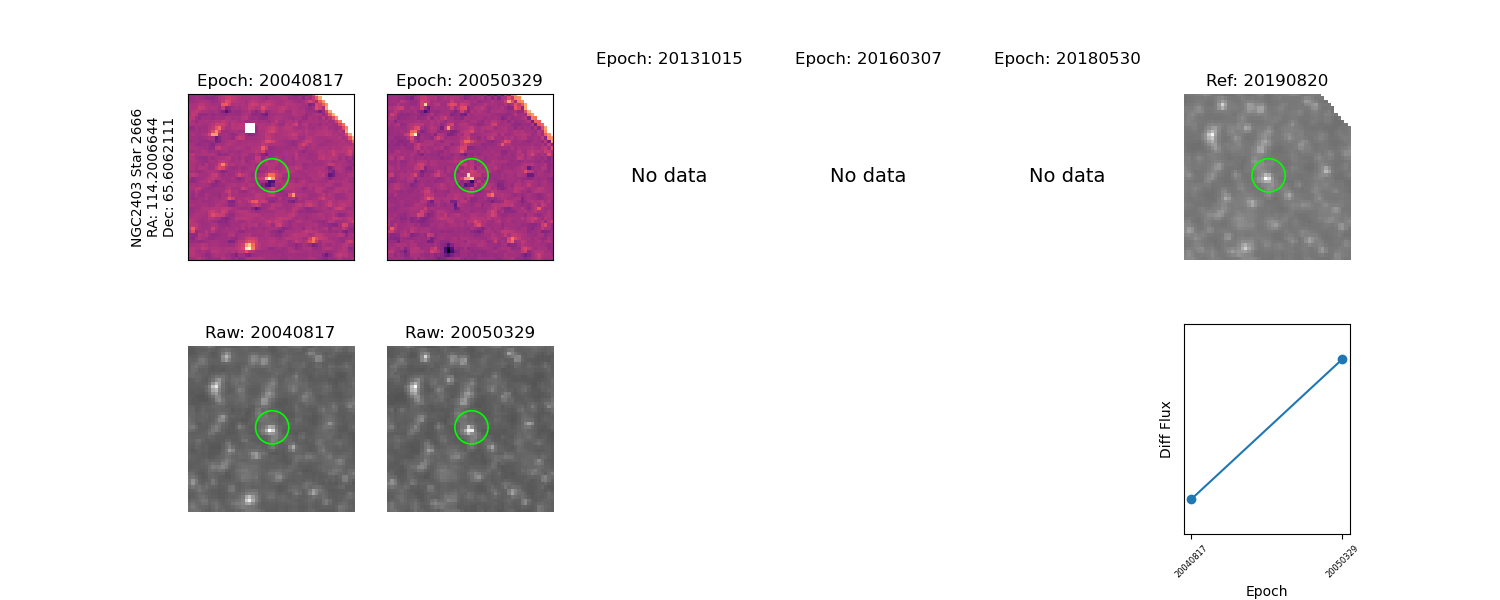 Epoch: 20040817
Epoch: 20050329
Epoch: 20131015
Epoch: 20160307
Epoch: 20180530
Ref: 20190820
NGC2403 Star 2666
RA: 114.2006644
Dec: 65.6062111
No data
No data
No data
Raw: 20040817
Raw: 20050329
Diff Flux
20040817
20050329
Epoch